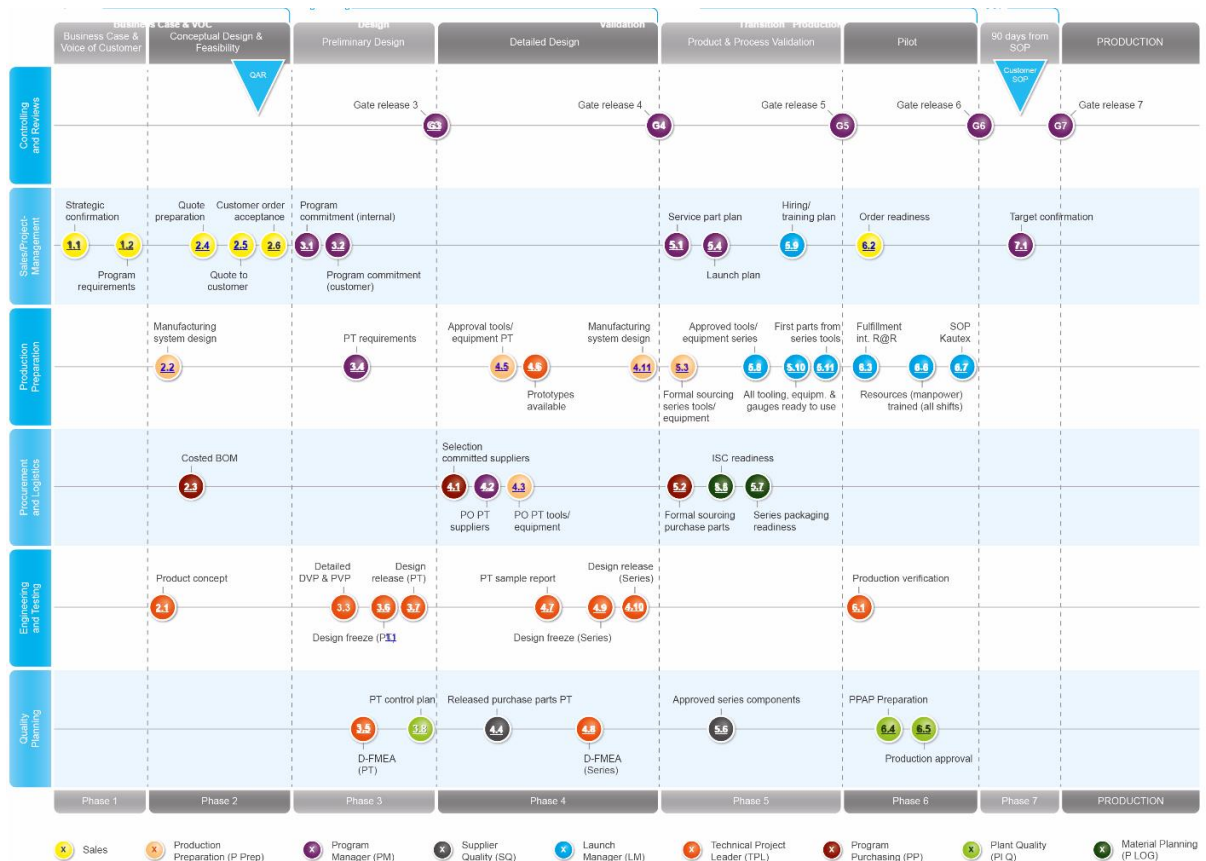 Business Case & VOC
Design
Validation
Transition Production
Business Case &
Voice of Customer
Conceptual Design &
Feasibility
Preliminary Design
Detailed Design
Product & Process Validation
Pilot
90 days from
SOP
PRODUCTION
QAR
Customer
SOP
Controlling
and Reviews
Gate release 3
Gate release 4
Gate release 5
Gate release 6
Gate release 7
G3
G4
G5
G6
G7
Sales/Project-
Management
Strategic
confirmation
Quote
preparation
Customer order
acceptance
Program
commitment (internal)
Service part plan
Hiring/
training plan
Order readiness
Target confirmation
1.1
1.2
2.4
2.5
2.6
3.1
3.2
5.1
5.4
5.9
6.2
7.1
Program
requirements
Quote to
customer
Program commitment
(customer)
Launch plan
Production
Preparation
Manufacturing
system design
PT requirements
Approval tools/
equipment PT
Manufacturing
system design
Approved tools/
equipment series
First parts from
series tools
Fulfillment
int. R@R
SOP
Kautex
2.2
3.4
4.5
4.6
4.11
5.3
5.8
5.10
5.11
6.3
6.6
6.7
Prototypes
available
Formal sourcing
series tools/
equipment
All tooling, equipm. &
gauges ready to use
Resources (manpower)
trained (all shifts)
Procurement
and Logistics
Costed BOM
Selection
committed suppliers
ISC readiness
2.3
4.1
4.2
4.3
5.2
5.5
5.7
PO PT
suppliers
PO PT tools/
equipment
Formal sourcing
purchase parts
Series packaging
readiness
Engineering
and Testing
Product concept
Detailed
DVP & PVP
Design
release (PT)
PT sample report
Design release
(Series)
Production verification
2.1
3.3
3.6
3.7
4.7
4.9
4.10
6.1
Design freeze (P
Design freeze (Series)
Quality
Planning
PT control plan
Released purchase parts PT
Approved series components
PPAP Preparation
3.5
3.8
4.4
4.8
5.6
6.4
6.5
D-FMEA
(PT)
D-FMEA
(Series)
Production approval
Phase 1
Phase 2
Phase 3
Phase 4
Phase 5
Phase 6
Phase 7
PRODUCTION
X Sales
X Production
Preparation (P Prep)
X Program
Manager (PM)
X Supplier
Quality (SQ)
X Launch
Manager (LM)
X Technical Project
Leader (TPL)
X Program
Purchasing (PP)
X Plant Quality
(PLQ)
X Material Planning
(P LOG)